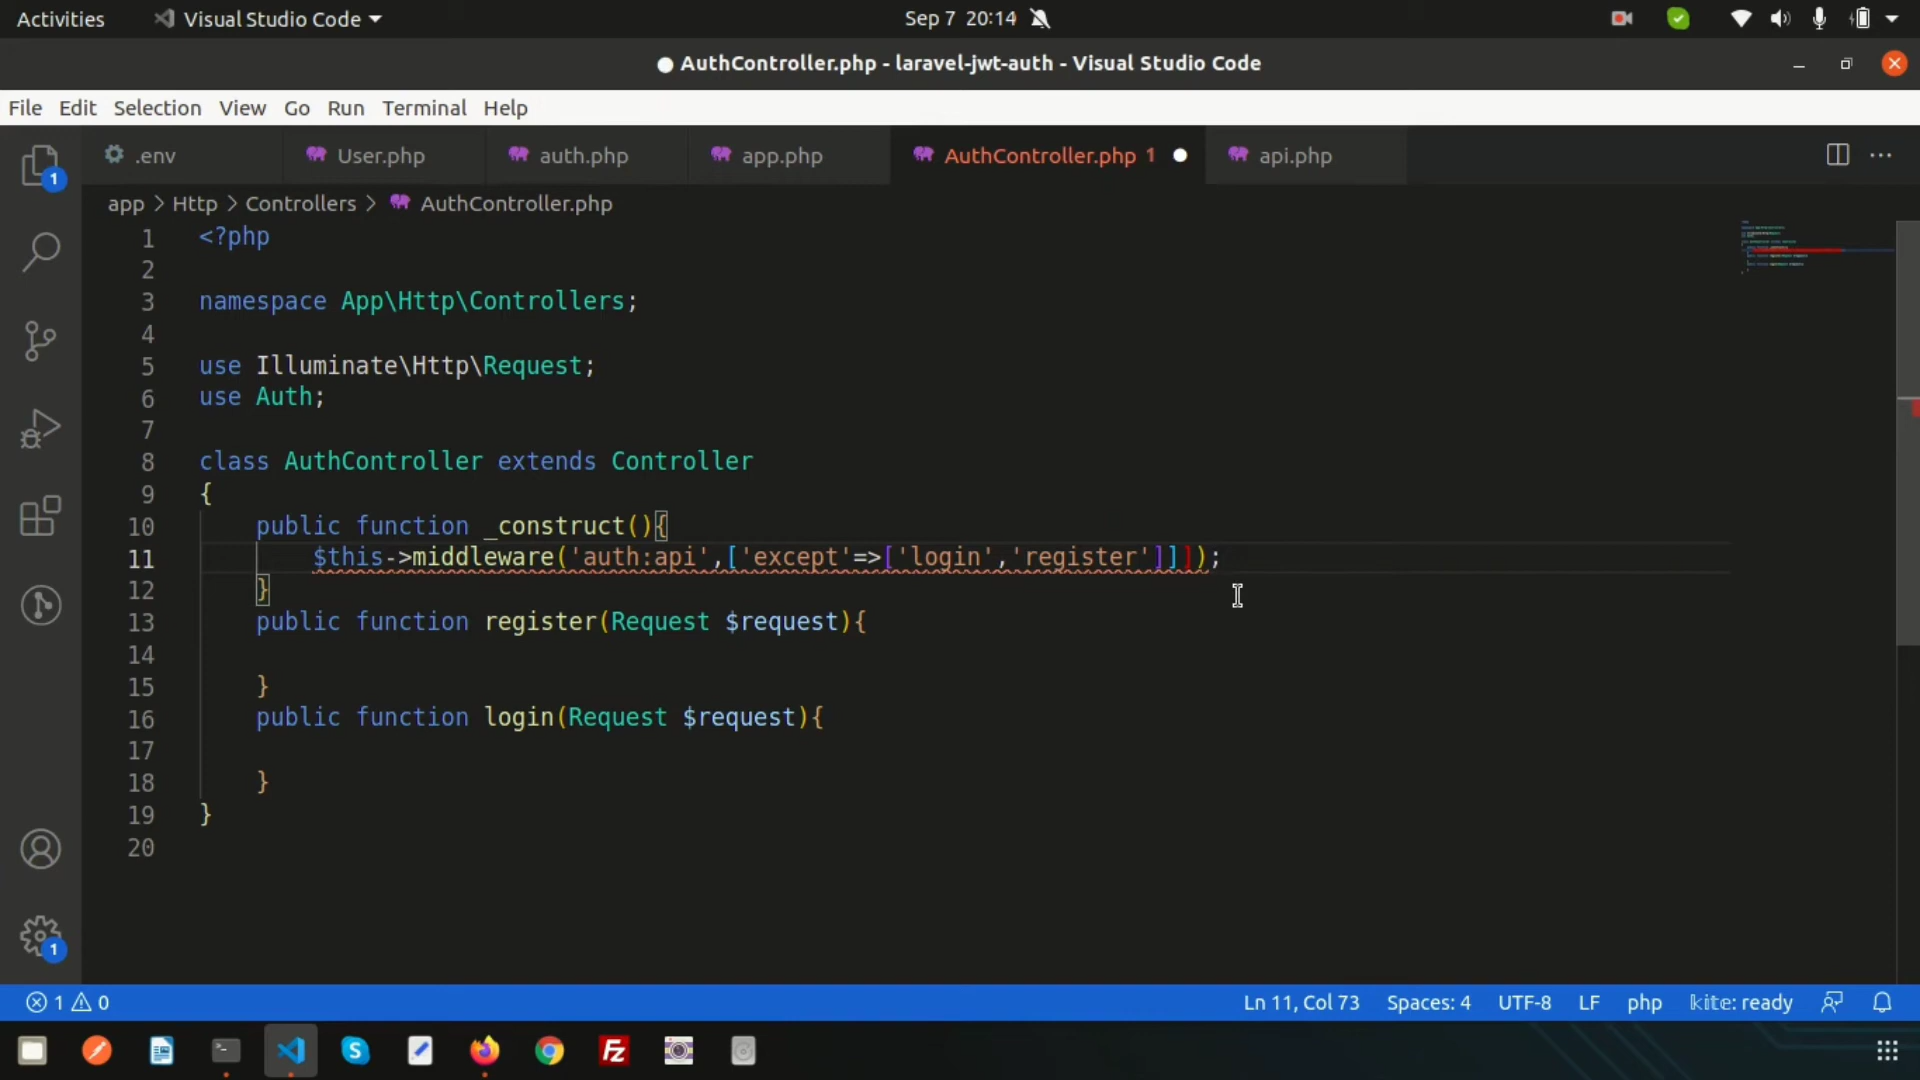 Activities Visual Studio Code Sep 7 20:14
AuthController.php - laravel-jwt-auth - Visual Studio Code
File Edit Selection View Go Run Terminal Help
.env User.php auth.php app.php AuthController.php 1 api.php
1
app > Http > Controllers > AuthController.php
1 <?php
2
3 namespace App\Http\Controllers;
4
5 use Illuminate\Http\Request;
6 use Auth;
7
8 class AuthController extends Controller
9 {
10 public function _construct(){
11 $this->middleware('auth:api',['except'=>['login','register']]]);
12 }
13 public function register(Request $request){
14
15 }
16 public function login(Request $request){
17
18 }
19 }
20
1
1 0 Ln 11, Col 73 Spaces: 4 UTF-8 LF php kite: ready